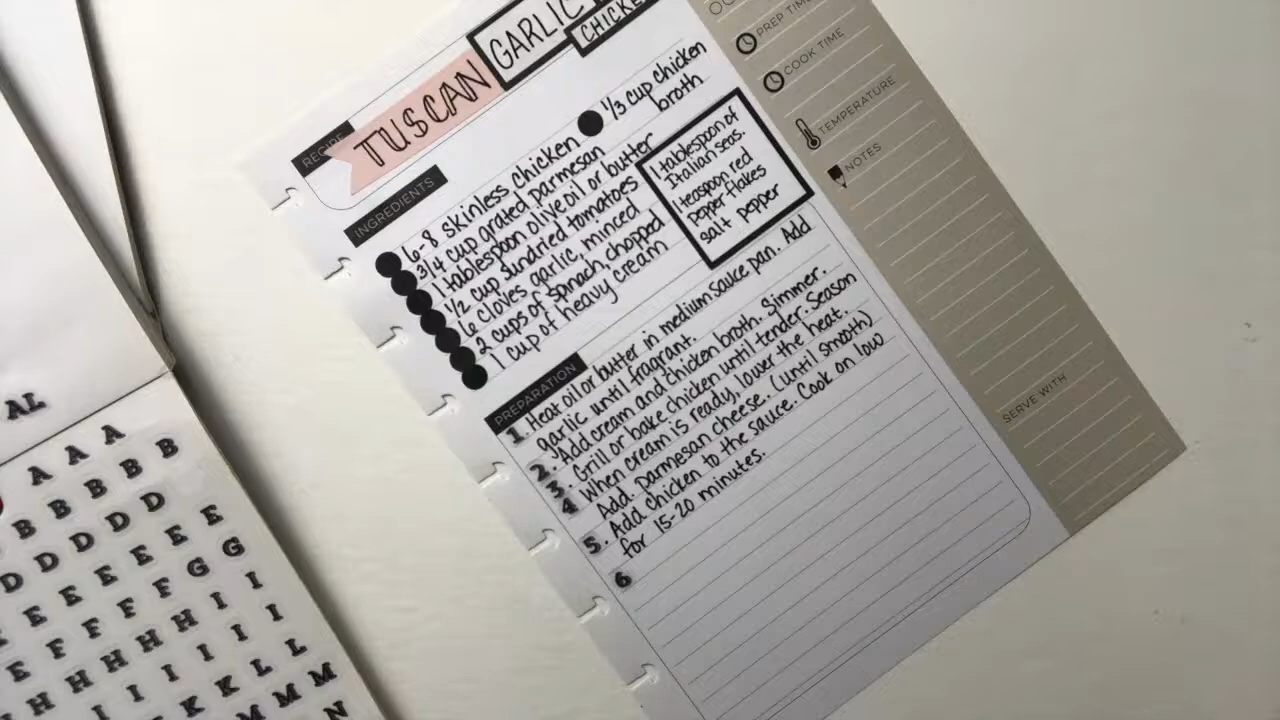 RECIPE
TUSCAN
GARLIC
CHICKE
INGREDIENTS
6-8 skinless chicken
3/4 cup grated parmesan
1 tablespoon olive oil or butter
1/2 cup sundried tomatoes
6 cloves garlic, minced
2 cups of spinach, chopped
1 cup of heavy cream
1/3 cup chicken
broth
1 tablespoon of
Italian seas.
1 teaspoon red
pepper flakes
salt pepper
PREPARATION
1. Heat oil or butter in medium sauce pan. Add
garlic until fragrant.
2. Add cream and chicken broth. Simmer.
3 Grill or bake chicken until tender. Season
4 When cream is ready, lower the heat.
Add parmesan cheese. (until smooth)
5. Add chicken to the sauce. Cook on low
for 15-20 minutes.
6
PREP TIME
COOK TIME
TEMPERATURE
NOTES
SERVE WITH
AL
A A A
B B B B B
D D D D D
E E E E E E
E F F F F G G
H H H H H I I
I I I I I
K K L L
M M M
N